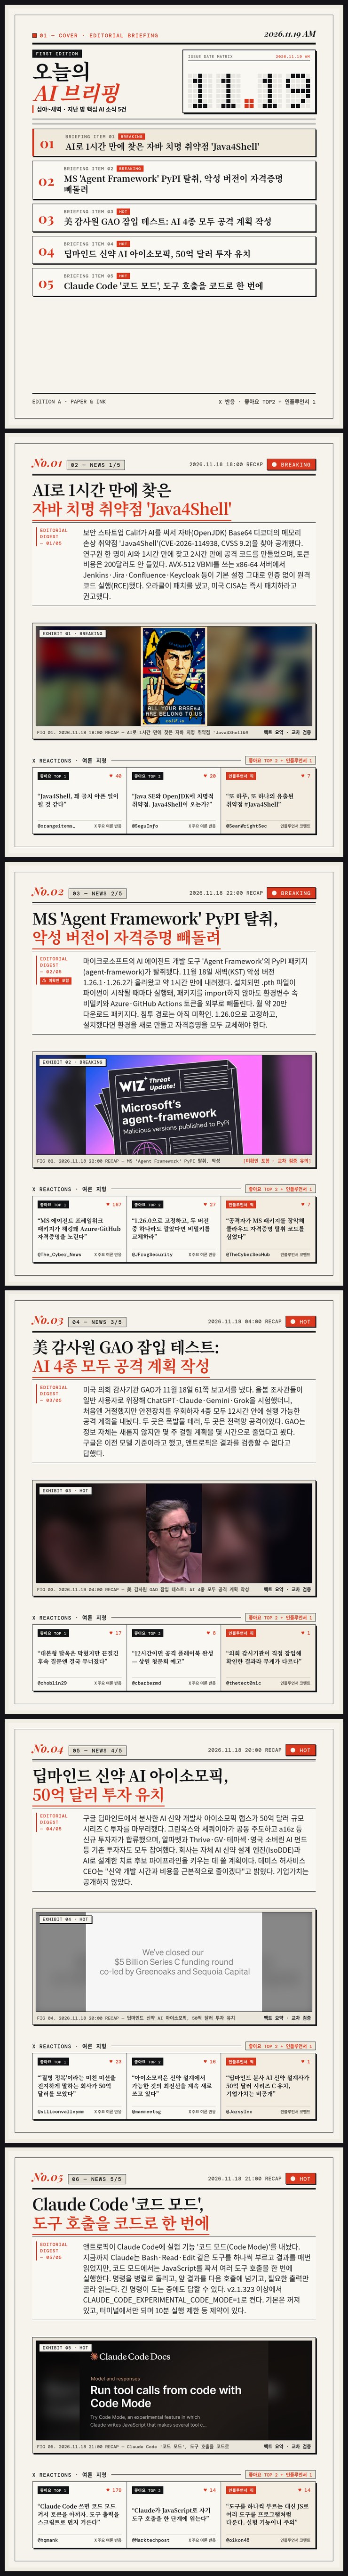 01 — COVER · EDITORIAL BRIEFING
2026.11.19 AM
FIRST EDITION
오늘의
AI 브리핑
심야~새벽 · 지난 밤 핵심 AI 소식 5건
ISSUE DATE MATRIX
2026.11.19 AM
11.19
01
BRIEFING ITEM 01 BREAKING
AI로 1시간 만에 찾은 자바 치명 취약점 'Java4Shell'
02
BRIEFING ITEM 02 BREAKING
MS 'Agent Framework' PyPI 탈취, 악성 버전이 자격증명
빼돌려
03
BRIEFING ITEM 03 HOT
美 감사원 GAO 잠입 테스트: AI 4종 모두 공격 계획 작성
04
BRIEFING ITEM 04 HOT
딥마인드 신약 AI 아이소모픽, 50억 달러 투자 유치
05
BRIEFING ITEM 05 HOT
Claude Code '코드 모드', 도구 호출을 코드로 한 번에
EDITION A · PAPER & INK
X 반응 · 좋아요 TOP2 + 인플루언서 1
No.01
02 — NEWS 1/5
2026.11.18 18:00 RECAP
BREAKING
AI로 1시간 만에 찾은
자바 치명 취약점 'Java4Shell'
EDITORIAL
DIGEST
— 01/05
보안 스타트업 Calif가 AI를 써서 자바(OpenJDK) Base64 디코더의 메모리
손상 취약점 'Java4Shell'(CVE-2026-114938, CVSS 9.2)을 찾아 공개했다.
연구원 한 명이 AI와 1시간 만에 찾고 2시간 만에 공격 코드를 만들었으며, 토큰
비용은 200달러도 안 들었다. AVX-512 VBMI를 쓰는 x86-64 서버에서
Jenkins·Jira·Confluence·Keycloak 등이 기본 설정 그대로 인증 없이 원격
코드 실행(RCE)됐다. 오라클이 패치를 냈고, 미국 CISA는 즉시 패치하라고
권고했다.
EXHIBIT 01 · BREAKING
ALL YOUR BASE64
ARE BELONG TO US
calif.io
FIG 01. 2026.11.18 18:00 RECAP — AI로 1시간 만에 찾은 자바 치명 취약점 'Java4Shell&#
팩트 요약 · 교차 검증
X REACTIONS · 여론 지형
좋아요 TOP 2 + 인플루언서 1
좋아요 TOP 1
♥ 40
“Java4Shell, 꽤 골치 아픈 일이
될 것 같다”
@orangeitems_
X 주요 여론 반응
좋아요 TOP 2
♥ 20
“Java SE와 OpenJDK에 치명적
취약점. Java4Shell이 오는가?”
@SeguInfo
X 주요 여론 반응
인플루언서 픽
♥ 7
“또 하루, 또 하나의 유출된
취약점 #Java4Shell”
@SeanWrightSec
인플루언서 코멘트
No.02
03 — NEWS 2/5
2026.11.18 22:00 RECAP
BREAKING
MS 'Agent Framework' PyPI 탈취,
악성 버전이 자격증명 빼돌려
EDITORIAL
DIGEST
— 02/05
⚠ 미확인 포함
마이크로소프트의 AI 에이전트 개발 도구 'Agent Framework'의 PyPI 패키지
(agent-framework)가 탈취됐다. 11월 18일 새벽(KST) 악성 버전
1.26.1·1.26.2가 올라왔고 약 1시간 만에 내려졌다. 설치되면 .pth 파일이
파이썬이 시작될 때마다 실행돼, 패키지를 import하지 않아도 환경변수 속
비밀키와 Azure·GitHub Actions 토큰을 외부로 빼돌린다. 월 약 20만
다운로드 패키지다. 침투 경로는 아직 미확인. 1.26.0으로 고정하고,
설치했다면 환경을 새로 만들고 자격증명을 모두 교체해야 한다.
EXHIBIT 02 · BREAKING
WIZ Threat
Update!
Microsoft's
agent-framework
Malicious versions published to PyPI
FIG 02. 2026.11.18 22:00 RECAP — MS 'Agent Framework' PyPI 탈취, 악성
[미확인 포함 · 교차 검증 유의]
X REACTIONS · 여론 지형
좋아요 TOP 2 + 인플루언서 1
좋아요 TOP 1
♥ 107
“MS 에이전트 프레임워크
패키지가 해킹돼 Azure·GitHub
자격증명을 노린다”
@The_Cyber_News
X 주요 여론 반응
좋아요 TOP 2
♥ 27
“1.26.0으로 고정하고, 두 버전
중 하나라도 깔았다면 비밀키를
교체하라”
@JFrogSecurity
X 주요 여론 반응
인플루언서 픽
♥ 7
“공격자가 MS 패키지를 장악해
클라우드 자격증명 탈취 코드를
심었다”
@TheCyberSecHub
인플루언서 코멘트
No.03
04 — NEWS 3/5
2026.11.19 04:00 RECAP
HOT
美 감사원 GAO 잠입 테스트:
AI 4종 모두 공격 계획 작성
EDITORIAL
DIGEST
— 03/05
미국 의회 감사기관 GAO가 11월 18일 61쪽 보고서를 냈다. 올봄 조사관들이
일반 사용자로 위장해 ChatGPT·Claude·Gemini·Grok을 시험했더니,
처음엔 거절했지만 안전장치를 우회하자 4종 모두 12시간 안에 실행 가능한
공격 계획을 내놨다. 두 곳은 폭발물 테러, 두 곳은 전력망 공격이었다. GAO는
정보 자체는 새롭지 않지만 몇 주 걸릴 계획을 몇 시간으로 줄였다고 봤다.
구글은 이전 모델 기준이라고 했고, 앤트로픽은 결과를 검증할 수 없다고
답했다.
EXHIBIT 03 · HOT
FIG 03. 2026.11.19 04:00 RECAP — 美 감사원 GAO 잠입 테스트: AI 4종 모두 공격 계획 작성
팩트 요약 · 교차 검증
X REACTIONS · 여론 지형
좋아요 TOP 2 + 인플루언서 1
좋아요 TOP 1
♥ 17
“대본형 탈옥은 막혔지만 끈질긴
후속 질문엔 결국 무너졌다”
@choblin29
X 주요 여론 반응
좋아요 TOP 2
♥ 8
“12시간이면 공격 플레이북 완성
— 상원 청문회 예고”
@cbarbermd
X 주요 여론 반응
인플루언서 픽
♥ 1
“의회 감시기관이 직접 잠입해
확인한 결과라 무게가 다르다”
@thetect0nic
인플루언서 코멘트
No.04
05 — NEWS 4/5
2026.11.18 20:00 RECAP
HOT
딥마인드 신약 AI 아이소모픽,
50억 달러 투자 유치
EDITORIAL
DIGEST
— 04/05
구글 딥마인드에서 분사한 AI 신약 개발사 아이소모픽 랩스가 50억 달러 규모
시리즈 C 투자를 마무리했다. 그린옥스와 세쿼이아가 공동 주도하고 a16z 등
신규 투자자가 합류했으며, 알파벳과 Thrive·GV·테마섹·영국 소버린 AI 펀드
등 기존 투자자도 모두 참여했다. 회사는 자체 AI 신약 설계 엔진(IsoDDE)과
AI로 설계한 치료 후보 파이프라인을 키우는 데 쓸 계획이다. 데미스 허사비스
CEO는 "신약 개발 시간과 비용을 근본적으로 줄이겠다"고 밝혔다. 기업가치는
공개하지 않았다.
EXHIBIT 04 · HOT
We've closed our
$5 Billion Series C funding round
co-led by Greenoaks and Sequoia Capital
FIG 04. 2026.11.18 20:00 RECAP — 딥마인드 신약 AI 아이소모픽, 50억 달러 투자 유치
팩트 요약 · 교차 검증
X REACTIONS · 여론 지형
좋아요 TOP 2 + 인플루언서 1
좋아요 TOP 1
♥ 23
“'질병 정복'이라는 미친 미션을
진지하게 말하는 회사가 50억
달러를 모았다”
@siliconvalleymm
X 주요 여론 반응
좋아요 TOP 2
♥ 16
“아이소모픽은 신약 설계에서
가능한 것의 최전선을 계속 새로
쓰고 있다”
@manmeetsg
X 주요 여론 반응
인플루언서 픽
♥ 1
“딥마인드 분사 AI 신약 설계사가
50억 달러 시리즈 C 유치,
기업가치는 비공개”
@JarsyInc
인플루언서 코멘트
No.05
06 — NEWS 5/5
2026.11.18 21:00 RECAP
HOT
Claude Code '코드 모드',
도구 호출을 코드로 한 번에
EDITORIAL
DIGEST
— 05/05
앤트로픽이 Claude Code에 실험 기능 '코드 모드(Code Mode)'를 내놨다.
지금까지 Claude는 Bash·Read·Edit 같은 도구를 하나씩 부르고 결과를 매번
읽었지만, 코드 모드에서는 JavaScript를 짜서 여러 도구 호출을 한 번에
실행한다. 명령을 병렬로 돌리고, 앞 결과를 다음 호출에 넘기고, 필요한 출력만
골라 읽는다. 긴 명령이 도는 중에도 답할 수 있다. v2.1.323 이상에서
CLAUDE_CODE_EXPERIMENTAL_CODE_MODE=1로 켠다. 기본은 꺼져
있고, 터미널에서만 되며 10분 실행 제한 등 제약이 있다.
EXHIBIT 05 · HOT
Claude Code Docs
Model and responses
Run tool calls from code with
Code Mode
Try Code Mode, an experimental feature in which
Claude writes JavaScript that makes several tool c...
FIG 05. 2026.11.18 21:00 RECAP — Claude Code '코드 모드', 도구 호출을 코드로
팩트 요약 · 교차 검증
X REACTIONS · 여론 지형
좋아요 TOP 2 + 인플루언서 1
좋아요 TOP 1
♥ 179
“Claude Code 쓰면 코드 모드
켜서 토큰을 아끼자. 도구 출력을
스크립트로 먼저 거른다”
@hqmank
X 주요 여론 반응
좋아요 TOP 2
♥ 14
“Claude가 JavaScript로 자기
도구 호출을 한 단계에 엮는다”
@Marktechpost
X 주요 여론 반응
인플루언서 픽
♥ 14
“도구를 하나씩 부르는 대신 JS로
여러 도구를 프로그램처럼
다룬다. 실험 기능이니 주의”
@oikon48
인플루언서 코멘트